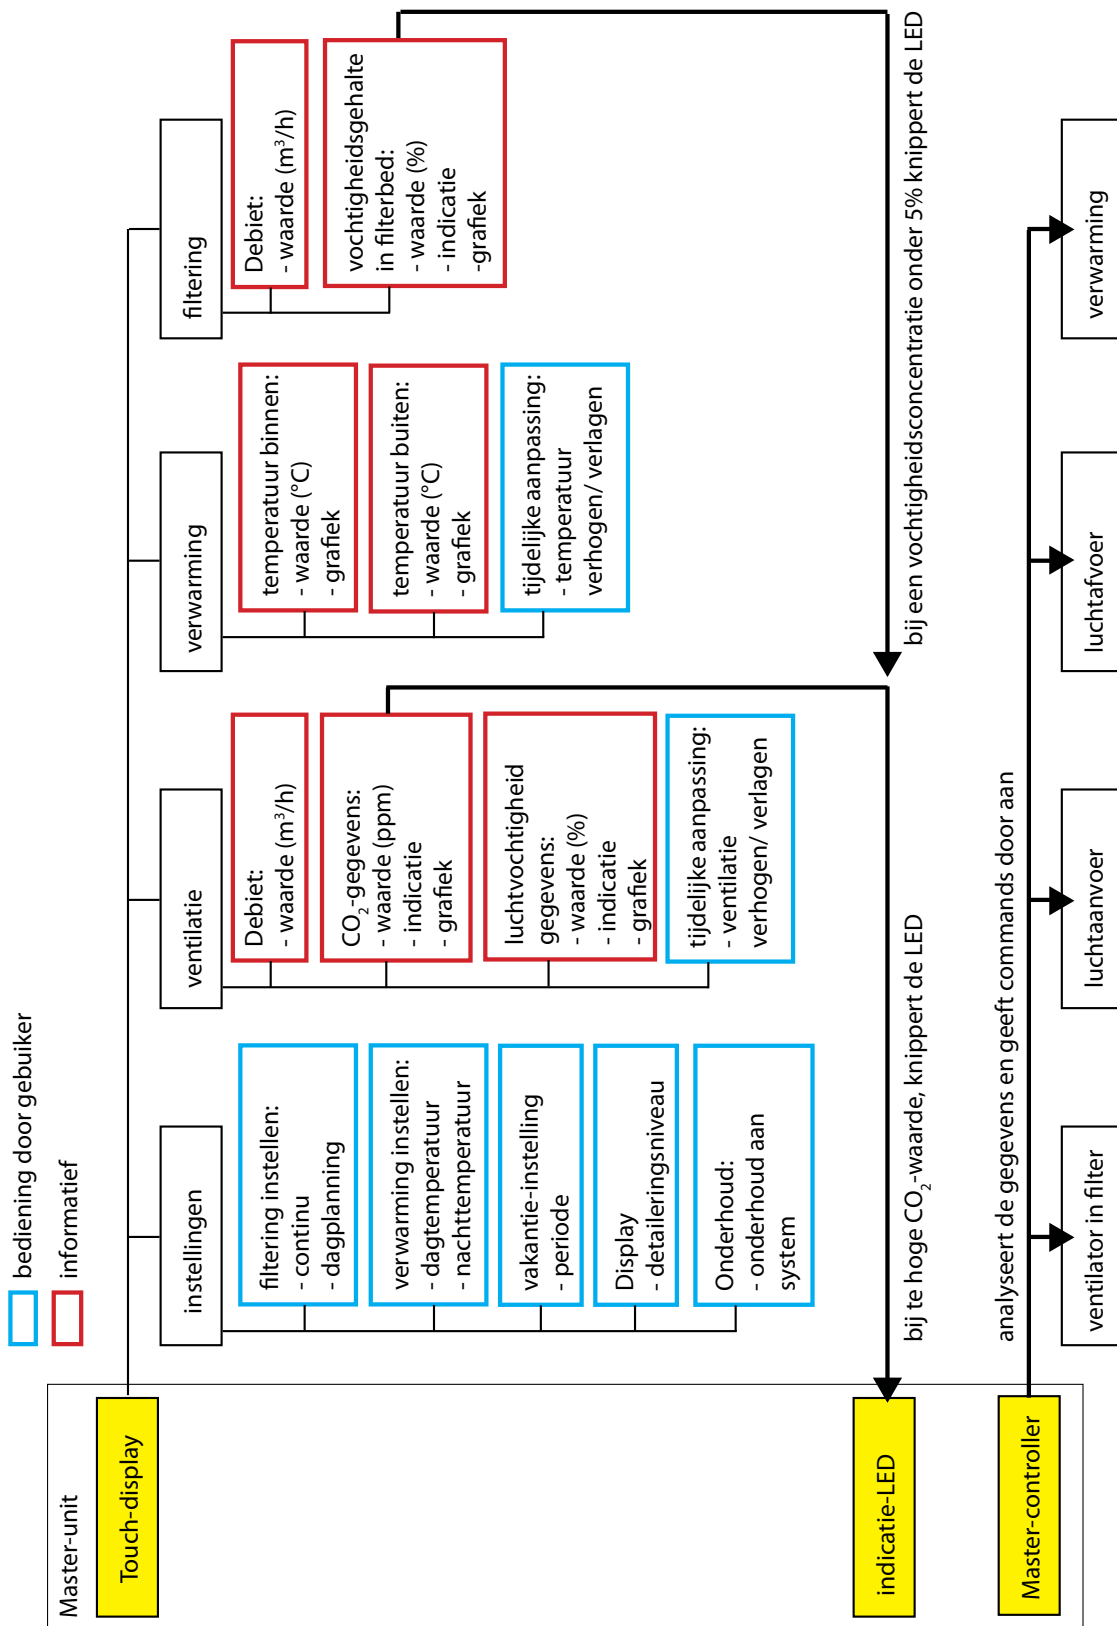 bediening door gebuiker
informatief
Master-unit
Touch-display
instellingen
filtering instellen:
- continu
- dagplanning
verwarming instellen:
- dagtemperatuur
- nachttemperatuur
vakantie-instelling
- periode
Display
- detaileringsniveau
Onderhoud:
- onderhoud aan
system
ventilatie
Debiet:
- waarde (m³/h)
CO₂-gegevens:
- waarde (ppm)
- indicatie
- grafiek
luchtvochtigheid
gegevens:
- waarde (%)
- indicatie
- grafiek
tijdelijke aanpassing:
- ventilatie
verhogen/ verlagen
verwarming
temperatuur binnen:
- waarde (°C)
- grafiek
temperatuur buiten:
- waarde (°C)
- grafiek
tijdelijke aanpassing:
- temperatuur
verhogen/ verlagen
filtering
Debiet:
- waarde (m³/h)
vochtigheidsgehalte
in filterbed:
- waarde (%)
- indicatie
-grafiek
indicatie-LED
bij te hoge CO₂-waarde, knippert de LED
bij een vochtigheidsconcentratie onder 5% knippert de LED
Master-controller
analyseert de gegevens en geeft commands door aan
ventilator in filter
luchtaanvoer
luchtafvoer
verwarming